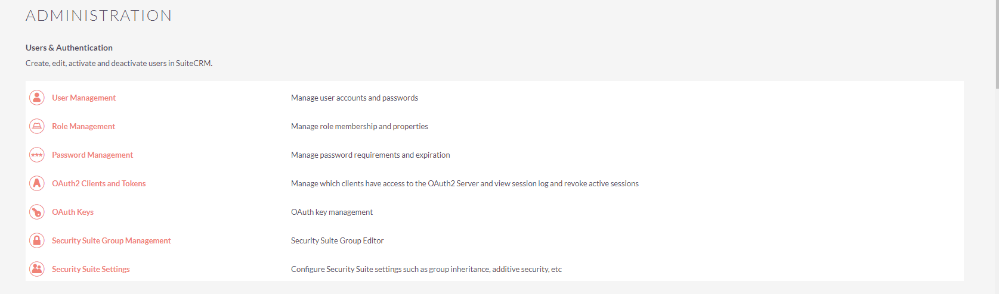 ADMINISTRATION
Users & Authentication
Create, edit, activate and deactivate users in SuiteCRM.
User Management Manage user accounts and passwords
Role Management Manage role membership and properties
*** Password Management Manage password requirements and expiration
A OAuth2 Clients and Tokens Manage which clients have access to the OAuth2 Server and view session log and revoke active sessions
OAuth Keys OAuth key management
Security Suite Group Management Security Suite Group Editor
Security Suite Settings Configure Security Suite settings such as group inheritance, additive security, etc